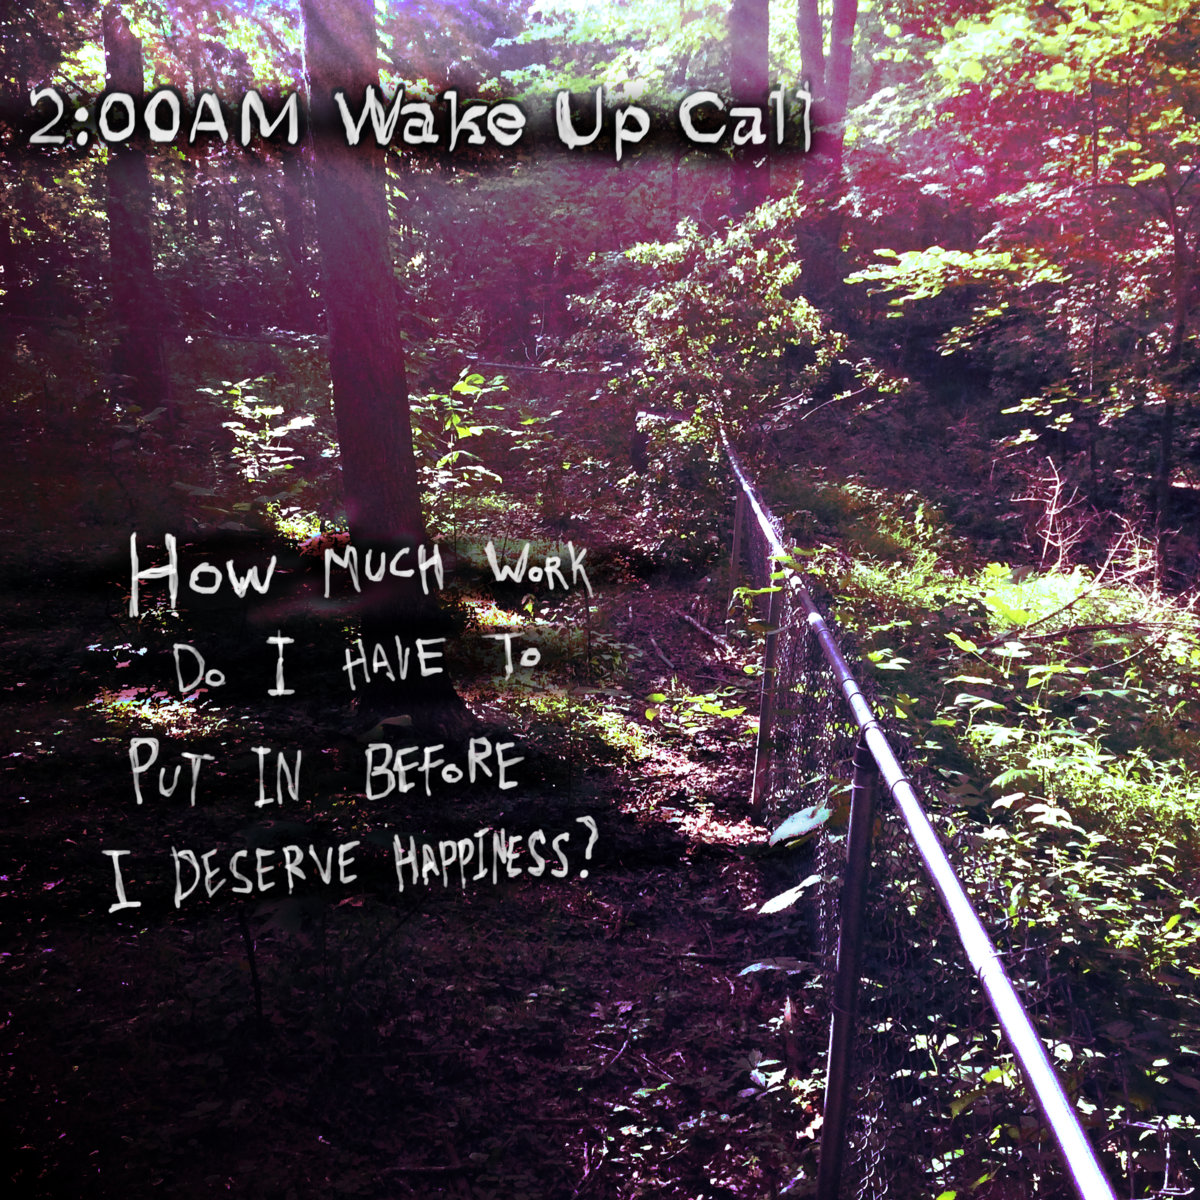 2:00AM Wake Up Call
How much work
Do I have to
Put in before
I deserve happiness?